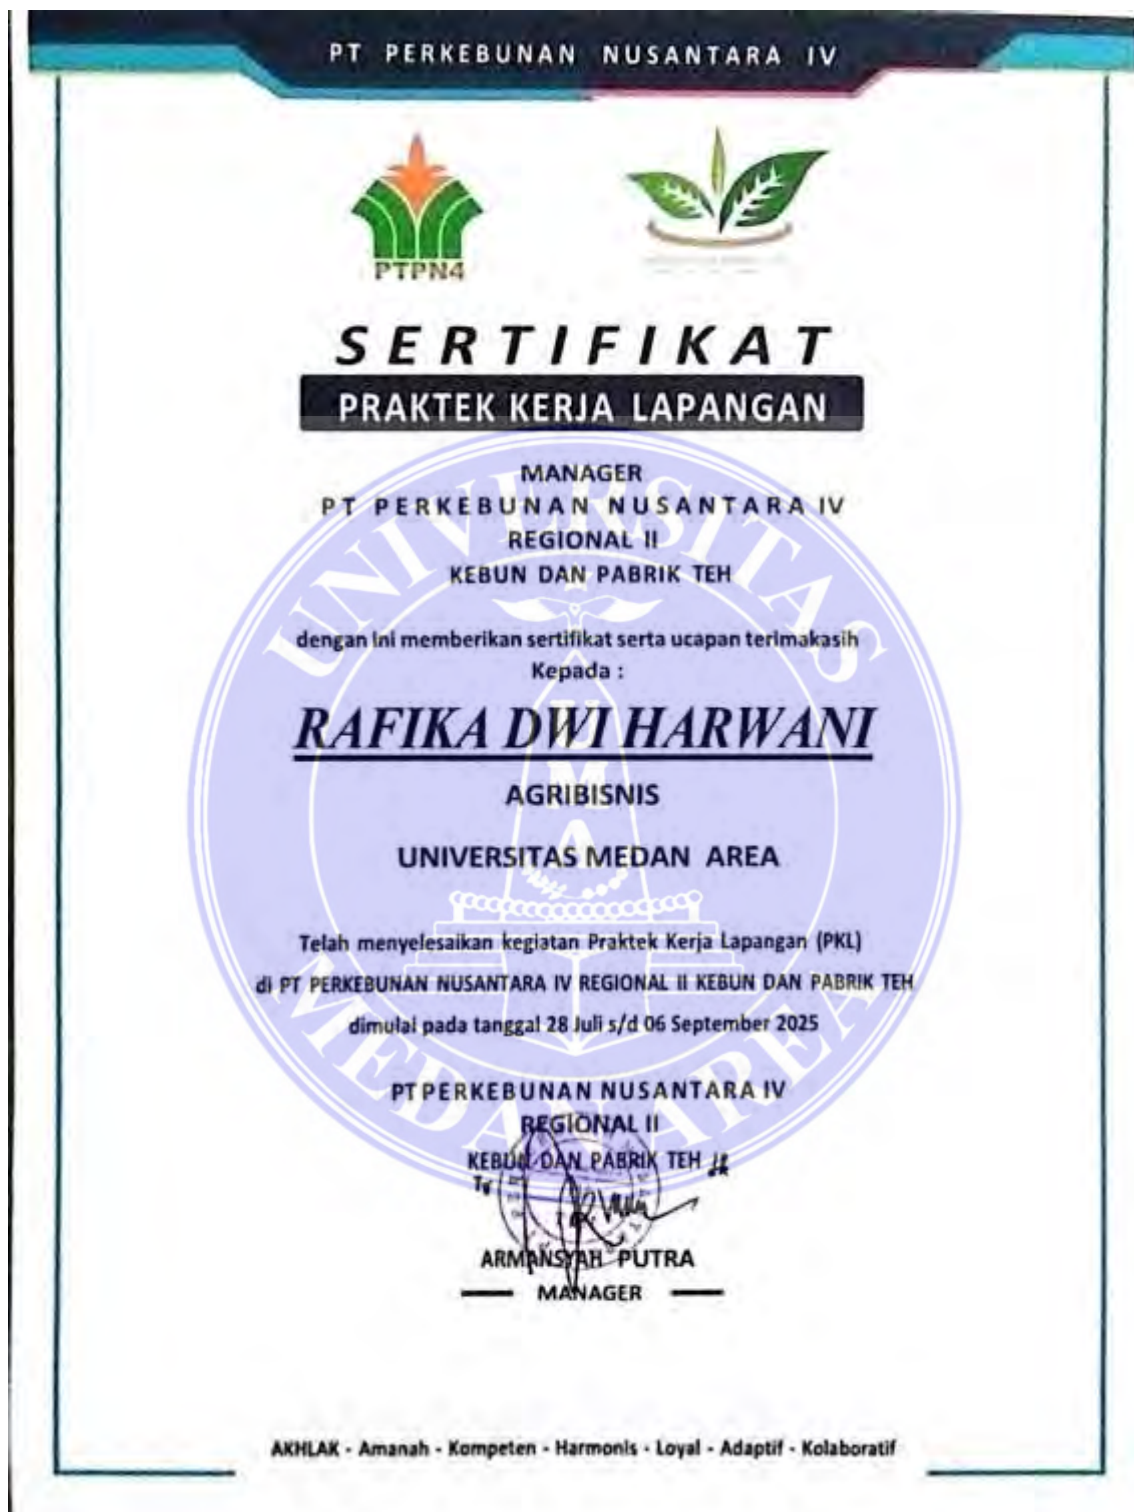 PT PERKEBUNAN NUSANTARA IV
PTPN4
SERTIFIKAT
PRAKTEK KERJA LAPANGAN
MANAGER
PT PERKEBUNAN NUSANTARA IV
REGIONAL II
KEBUN DAN PABRIK TEH
dengan ini memberikan sertifikat serta ucapan terimakasih
Kepada :
RAFIKA DWI HARWANI
AGRIBISNIS
UNIVERSITAS MEDAN AREA
Telah menyelesaikan kegiatan Praktek Kerja Lapangan (PKL)
di PT PERKEBUNAN NUSANTARA IV REGIONAL II KEBUN DAN PABRIK TEH
dimulai pada tanggal 28 Juli s/d 06 September 2025
PT PERKEBUNAN NUSANTARA IV
REGIONAL II
KEBUN DAN PABRIK TEH
ARMANSYAH PUTRA
MANAGER
AKHLAK - Amanah - Kompeten - Harmonis - Loyal - Adaptif - Kolaboratif
UNIVERSITAS
UMA
MEDAN AREA